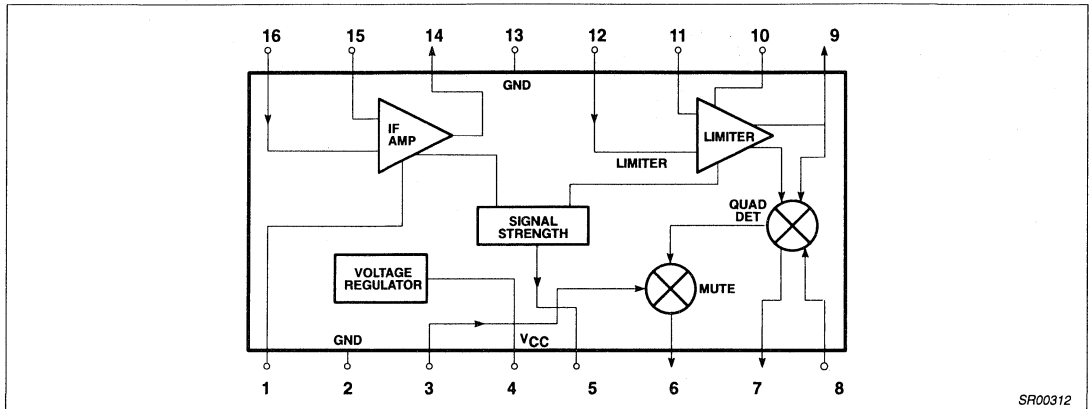 16 15 14 13 12 11 10 9
GND
IF
AMP
LIMITER
LIMITER
SIGNAL
STRENGTH
QUAD
DET
VOLTAGE
REGULATOR
MUTE
GND
VCC
1 2 3 4 5 6 7 8
SR00312